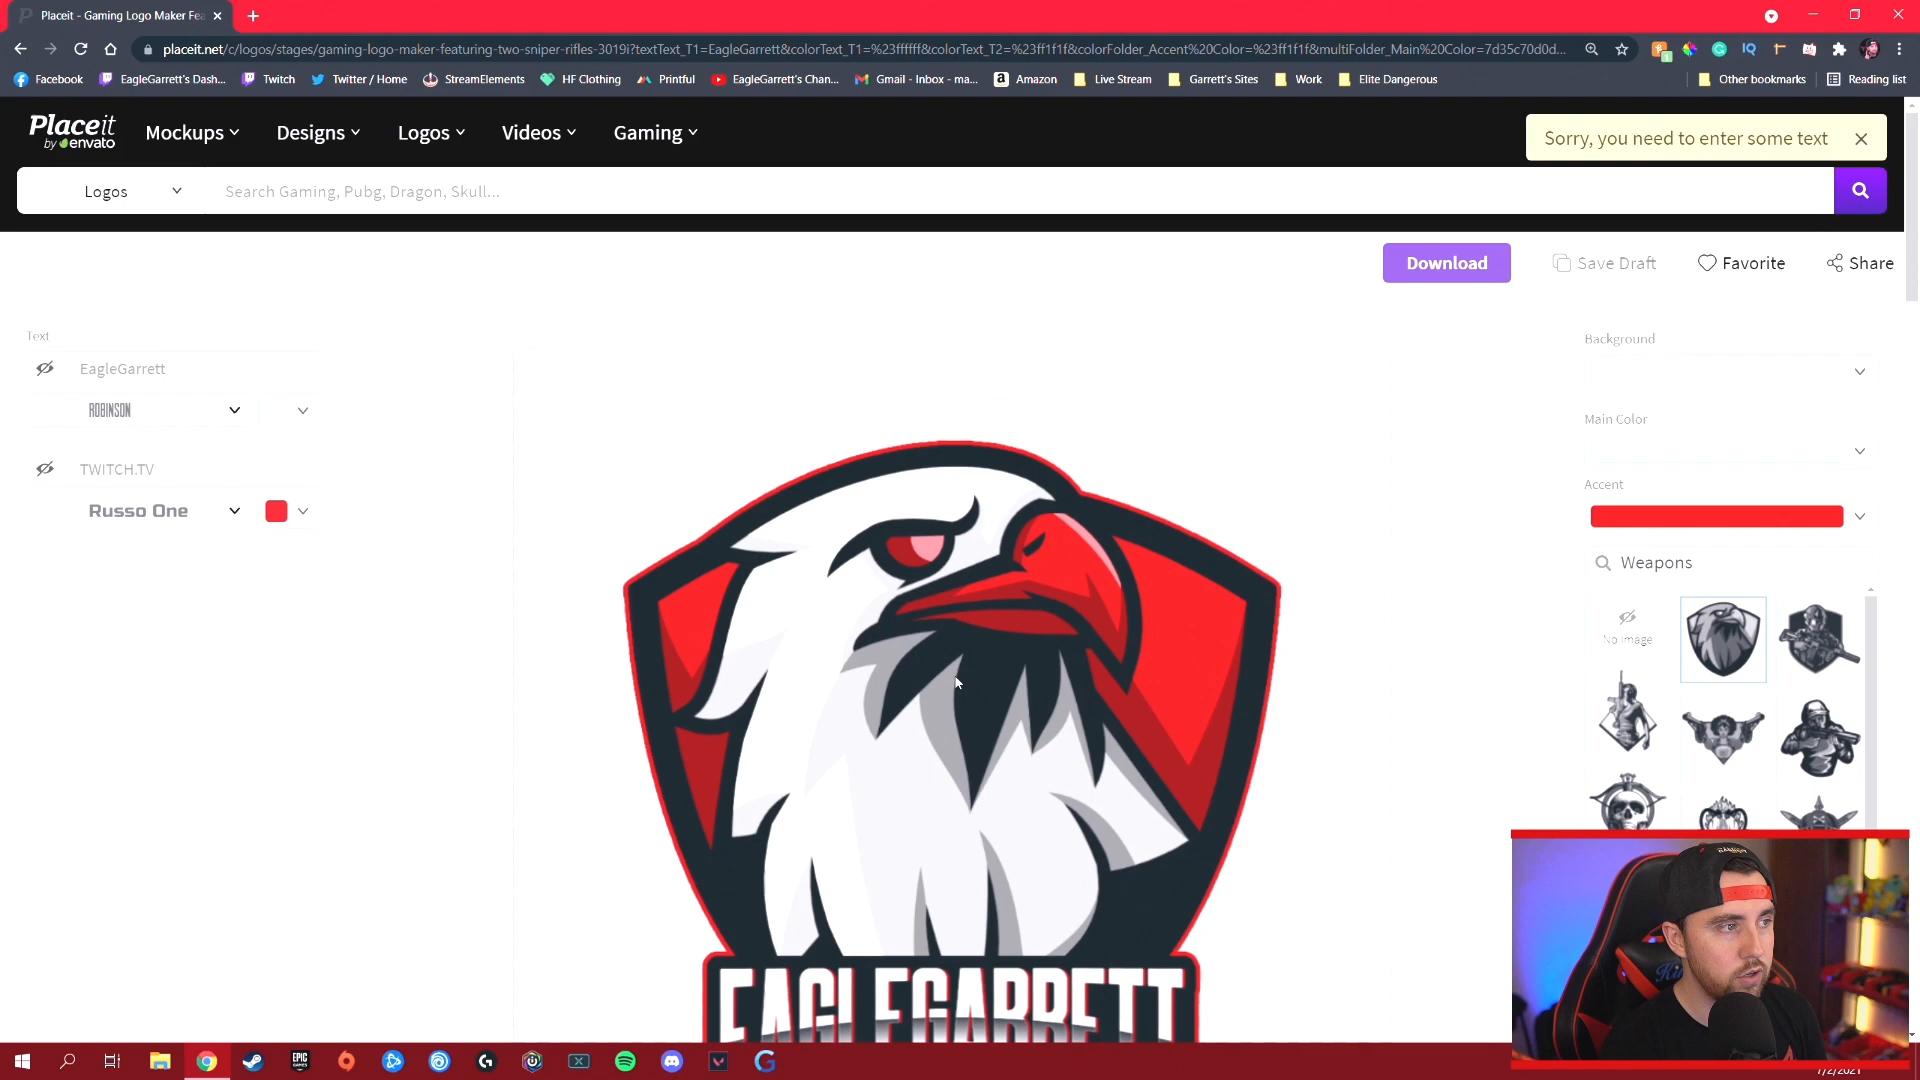 Placeit - Gaming Logo Maker Fea
placeit.net/c/logos/stages/gaming-logo-maker-featuring-two-sniper-rifles-3019i?textText_T1=EagleGarrett&colorText_T1=%23ffffff&colorText_T2=%23ff1f1f&colorFolder_Accent%20Color=%23ff1f1f&multiFolder_Main%20Color=7d35c70d0d...
Facebook EagleGarrett's Dash... Twitch Twitter / Home StreamElements HF Clothing Printful EagleGarrett's Chan... Gmail - Inbox - ma... Amazon Live Stream Garrett's Sites Work Elite Dangerous Other bookmarks Reading list
Placeit
by envato
Mockups Designs Logos Videos Gaming
Sorry, you need to enter some text
Logos Search Gaming, Pubg, Dragon, Skull...
Download Save Draft Favorite Share
Text
EagleGarrett
ROBINSON
TWITCH.TV
Russo One
Background
Main Color
Accent
Weapons
No Image
EAGLEGARRETT
EPIC
GAMES
7/2/2021